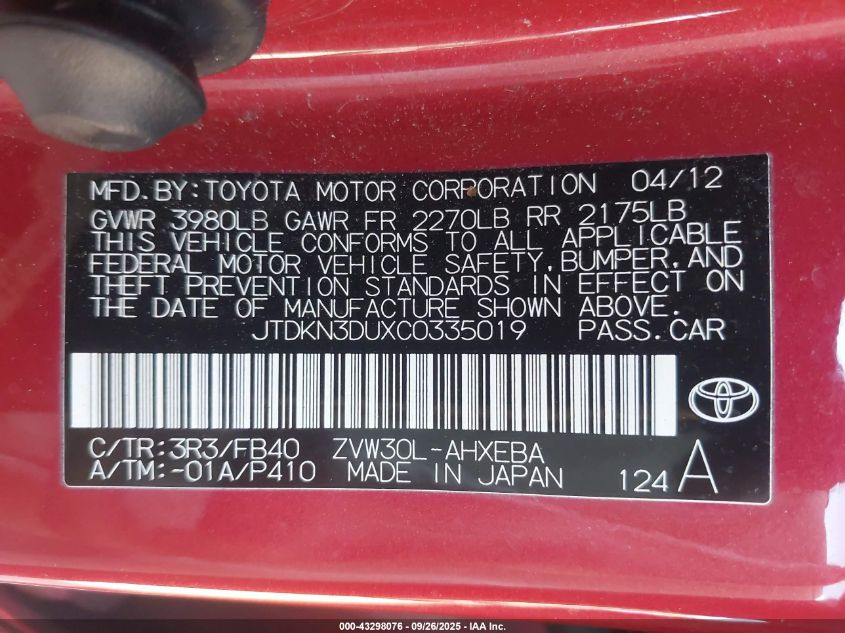 MFD.BY:TOYOTA MOTOR CORPORATION 04/12
GVWR 3980LB GAWR FR 2270LB RR 2175LB
THIS VEHICLE CONFORMS TO ALL APPLICABLE
FEDERAL MOTOR VEHICLE SAFETY,BUMPER,AND
THEFT PREVENTION STANDARDS IN EFFECT ON
THE DATE OF MANUFACTURE SHOWN ABOVE.
JTDKN3DUXC0335019 PASS.CAR
C/TR:3R3/FB40 ZVW30L-AHXEBA
A/TM:-01A/P410 MADE IN JAPAN 124 A
000-43298076 - 09/26/2025 - IAA Inc.